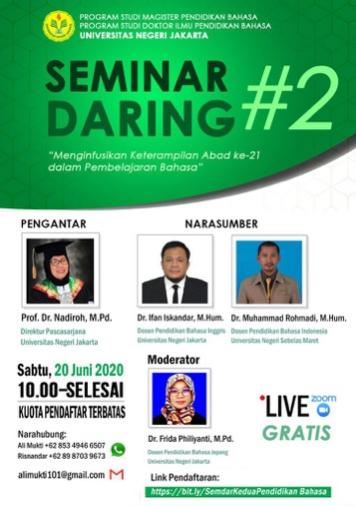 PROGRAM STUDI MAGISTER PENDIDIKAN BAHASA
PROGRAM STUDI DOKTOR ILMU PENDIDIKAN BAHASA
UNIVERSITAS NEGERI JAKARTA
SEMINAR
DARING
#2
"Menginfusikan Keterampilan Abad ke-21
dalam Pembelajaran Bahasa"
PENGANTAR
Prof. Dr. Nadiroh, M.Pd.
Direktur Pascasarjana
Universitas Negeri Jakarta
NARASUMBER
Dr. Ifan Iskandar, M.Hum.
Dosen Pendidikan Bahasa Inggris
Universitas Negeri Jakarta
Dr. Muhammad Rohmadi, M.Hum.
Dosen Pendidikan Bahasa Indonesia
Universitas Negeri Sebelas Maret
Sabtu, 20 Juni 2020
10.00-SELESAI
KUOTA PENDAFTAR TERBATAS
Narahubung:
Ali Mukti +62 853 4946 6507
Risnandar +62 89 8703 9673
alimukti101@gmail.com
Moderator
Dr. Frida Philiyanti, M.Pd.
Dosen Pendidikan Bahasa Jepang
Universitas Negeri Jakarta
LIVE zoom
GRATIS
Link Pendaftaran:
https://bit.ly/SemdarKeduaPendidikan Bahasa